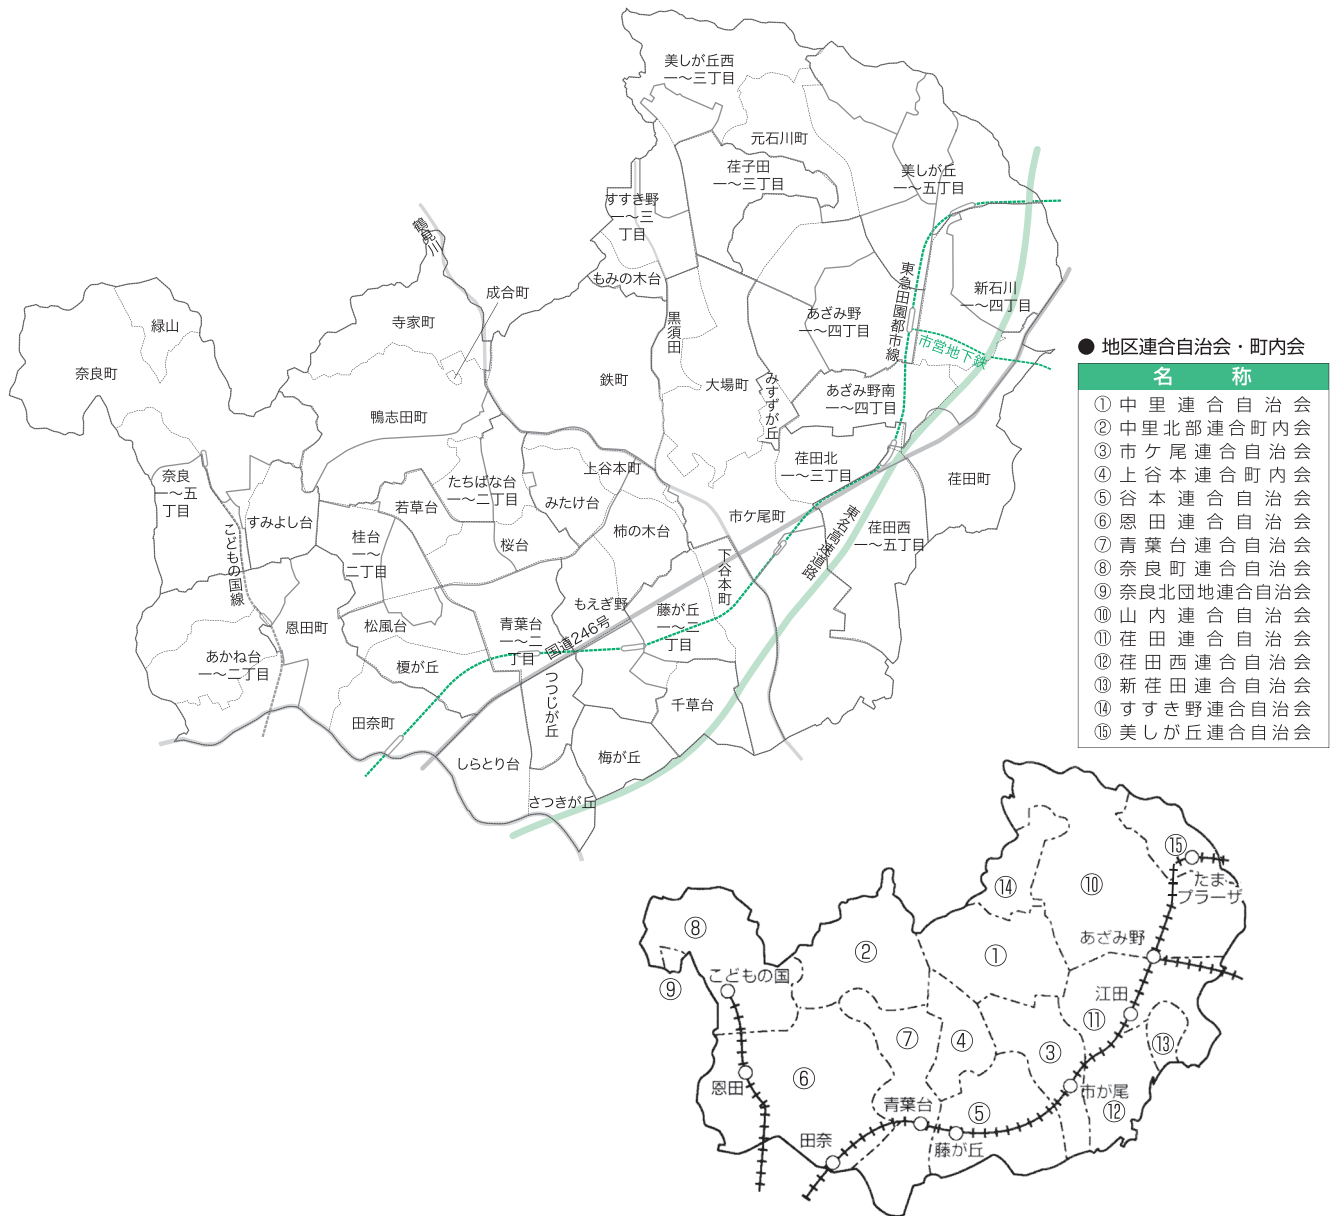 美しが丘西
一～三丁目
元石川町
荏子田
一～三丁目
美しが丘
一～五丁目
すすき野
一～三
丁目
鶴見川
もみの木台
成合町
寺家町
緑山
奈良町
黒須田
東急田園都市線
新石川
一～四丁目
あざみ野
一～四丁目
市営地下鉄
鉄町
大場町
みすずが丘
あざみ野南
一～四丁目
鴨志田町
荏田北
一～三丁目
荏田町
奈良
一～五
丁目
上谷本町
たちばな台
一～二丁目
みたけ台
若草台
すみよし台
市ケ尾町
柿の木台
桜台
桂台
一～
二丁目
東名高速道路
荏田西
一～五丁目
こどもの国線
下谷本町
もえぎ野
藤が丘
一～二
丁目
恩田町
松風台
青葉台
一～二
丁目
国道246号
あかね台
一～二丁目
榎が丘
つつじが丘
千草台
田奈町
しらとり台
梅が丘
さつきが丘
● 地区連合自治会・町内会
名称
① 中里連合自治会
② 中里北部連合町内会
③ 市ケ尾連合自治会
④ 上谷本連合町内会
⑤ 谷本連合自治会
⑥ 恩田連合自治会
⑦ 青葉台連合自治会
⑧ 奈良町連合自治会
⑨ 奈良北団地連合自治会
⑩ 山内連合自治会
⑪ 荏田連合自治会
⑫ 荏田西連合自治会
⑬ 新荏田連合自治会
⑭ すすき野連合自治会
⑮ 美しが丘連合自治会
⑮
たま
プラーザ
⑭
⑩
⑧
あざみ野
②
①
こどもの国
⑨
江田
⑪
⑦
④
③
⑬
⑥
恩田
市が尾
青葉台
⑤
⑫
田奈
藤が丘